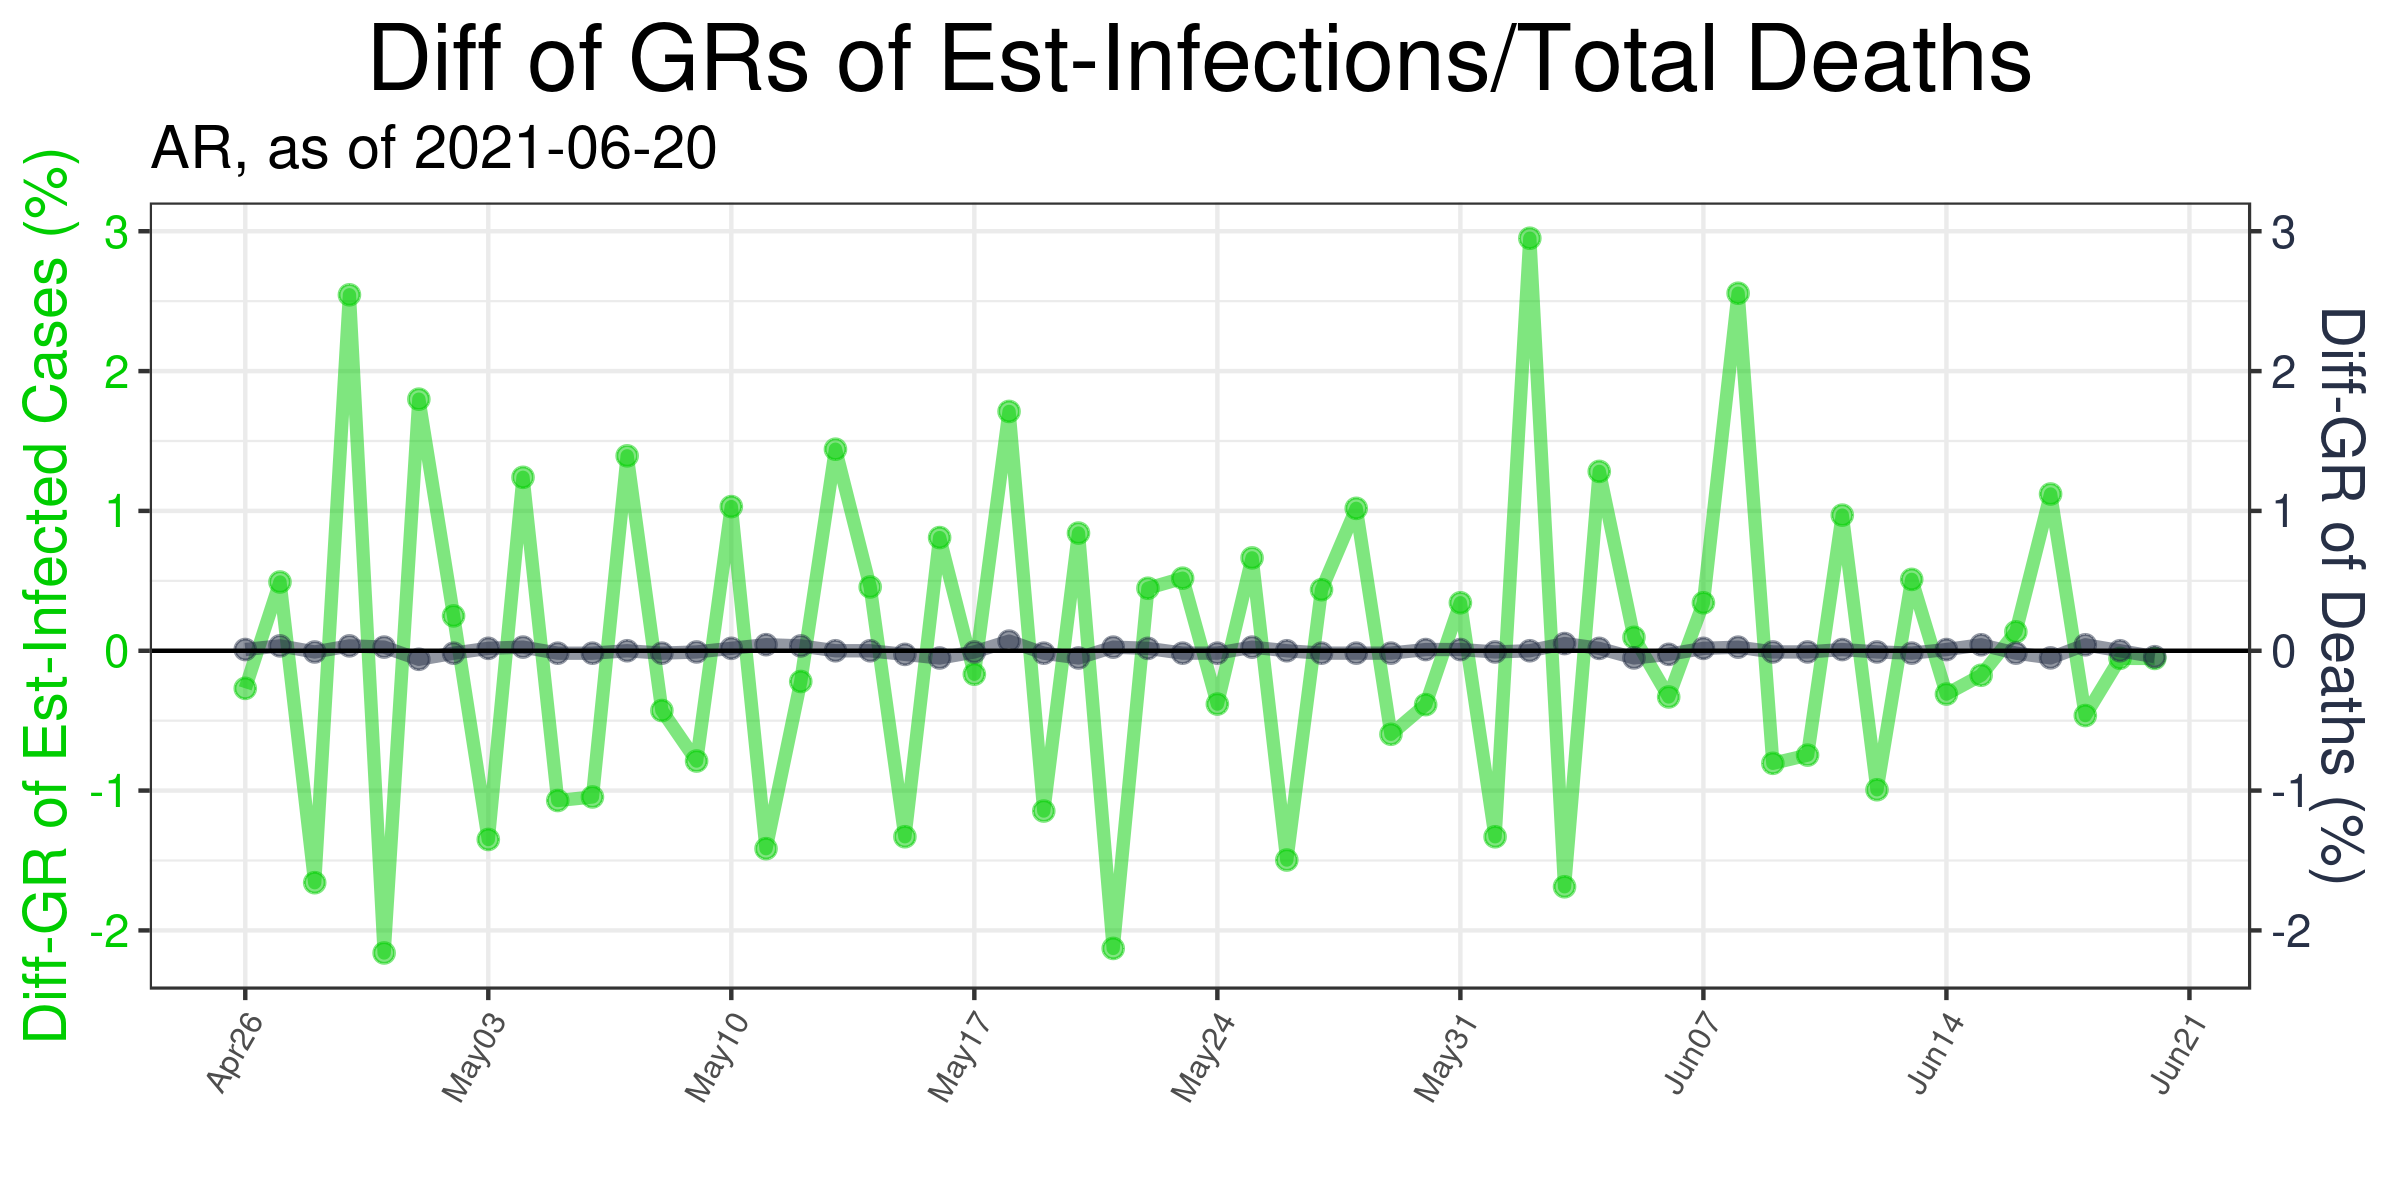 Diff of GRs of Est-Infections/Total Deaths
AR, as of 2021-06-20
Diff-GR of Est-Infected Cases (%)
3
2
1
0
-1
-2
3
2
1
0
-1
-2
Diff-GR of Deaths (%)
Apr26
May03
May10
May17
May24
May31
Jun07
Jun14
Jun21